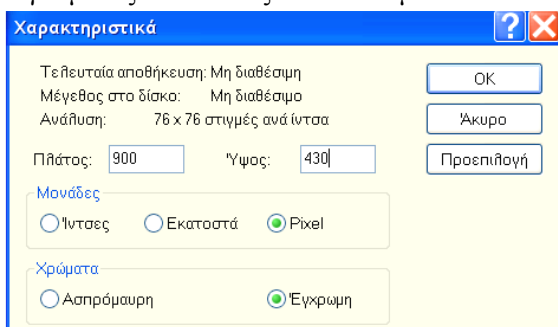 Χαρακτηριστικά
Τελευταία αποθήκευση: Μη διαθέσιμη
Μέγεθος στο δίσκο: Μη διαθέσιμο
Ανάλυση: 76 x 76 στιγμές ανά ίντσα
Πλάτος: 900 Ύψος: 430
Μονάδες
Ίντσες Εκατοστά Pixel
Χρώματα
Ασπρόμαυρη Έγχρωμη
OK
Άκυρο
Προεπιλογή